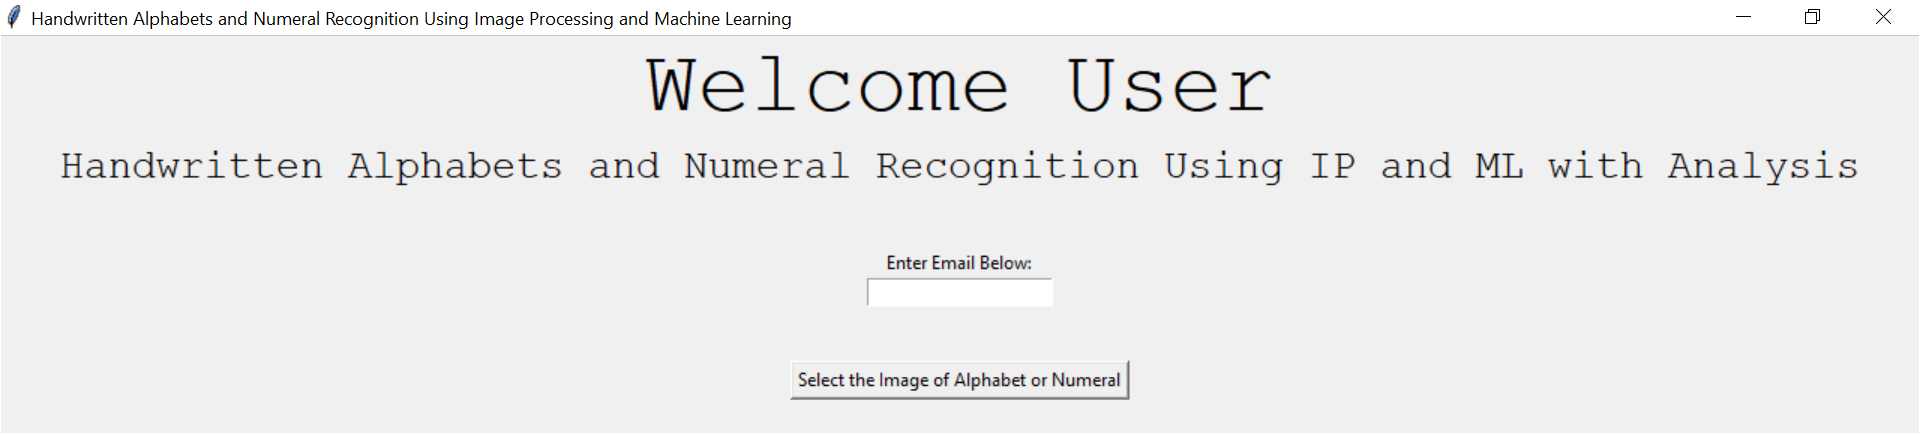 Handwritten Alphabets and Numeral Recognition Using Image Processing and Machine Learning
Welcome User
Handwritten Alphabets and Numeral Recognition Using IP and ML with Analysis
Enter Email Below:
Select the Image of Alphabet or Numeral